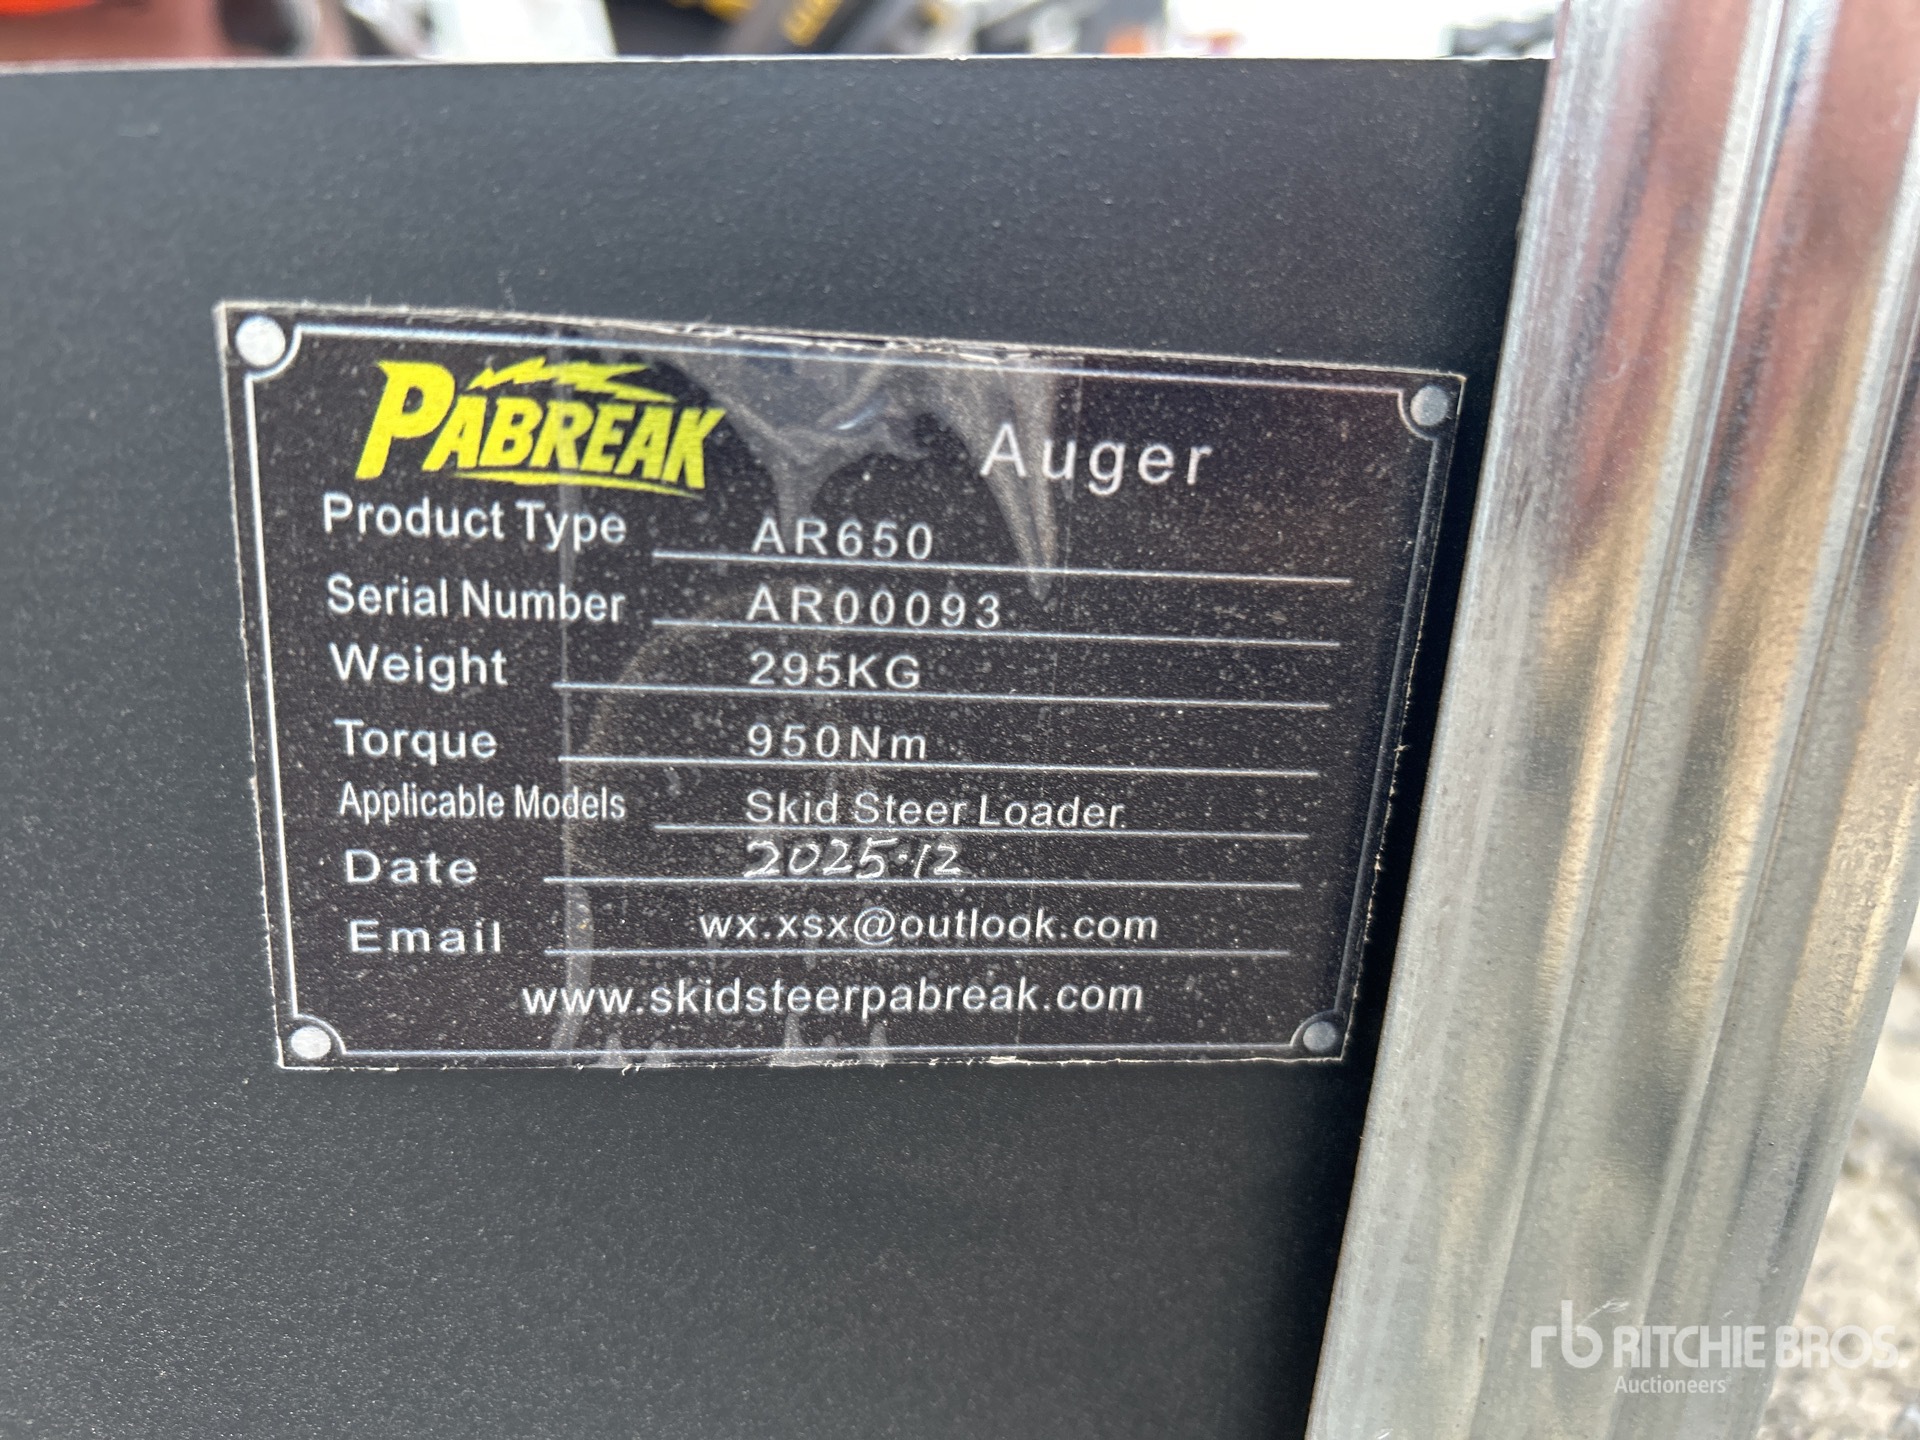 PABREAK Auger
Product Type AR650
Serial Number AR00093
Weight 295KG
Torque 950Nm
Applicable Models Skid Steer Loader.
Date 2025.12
Email wx.xsx@outlook.com
www.skidsteerpabreak.com
rb RITCHIE BROS.
Auctioneers